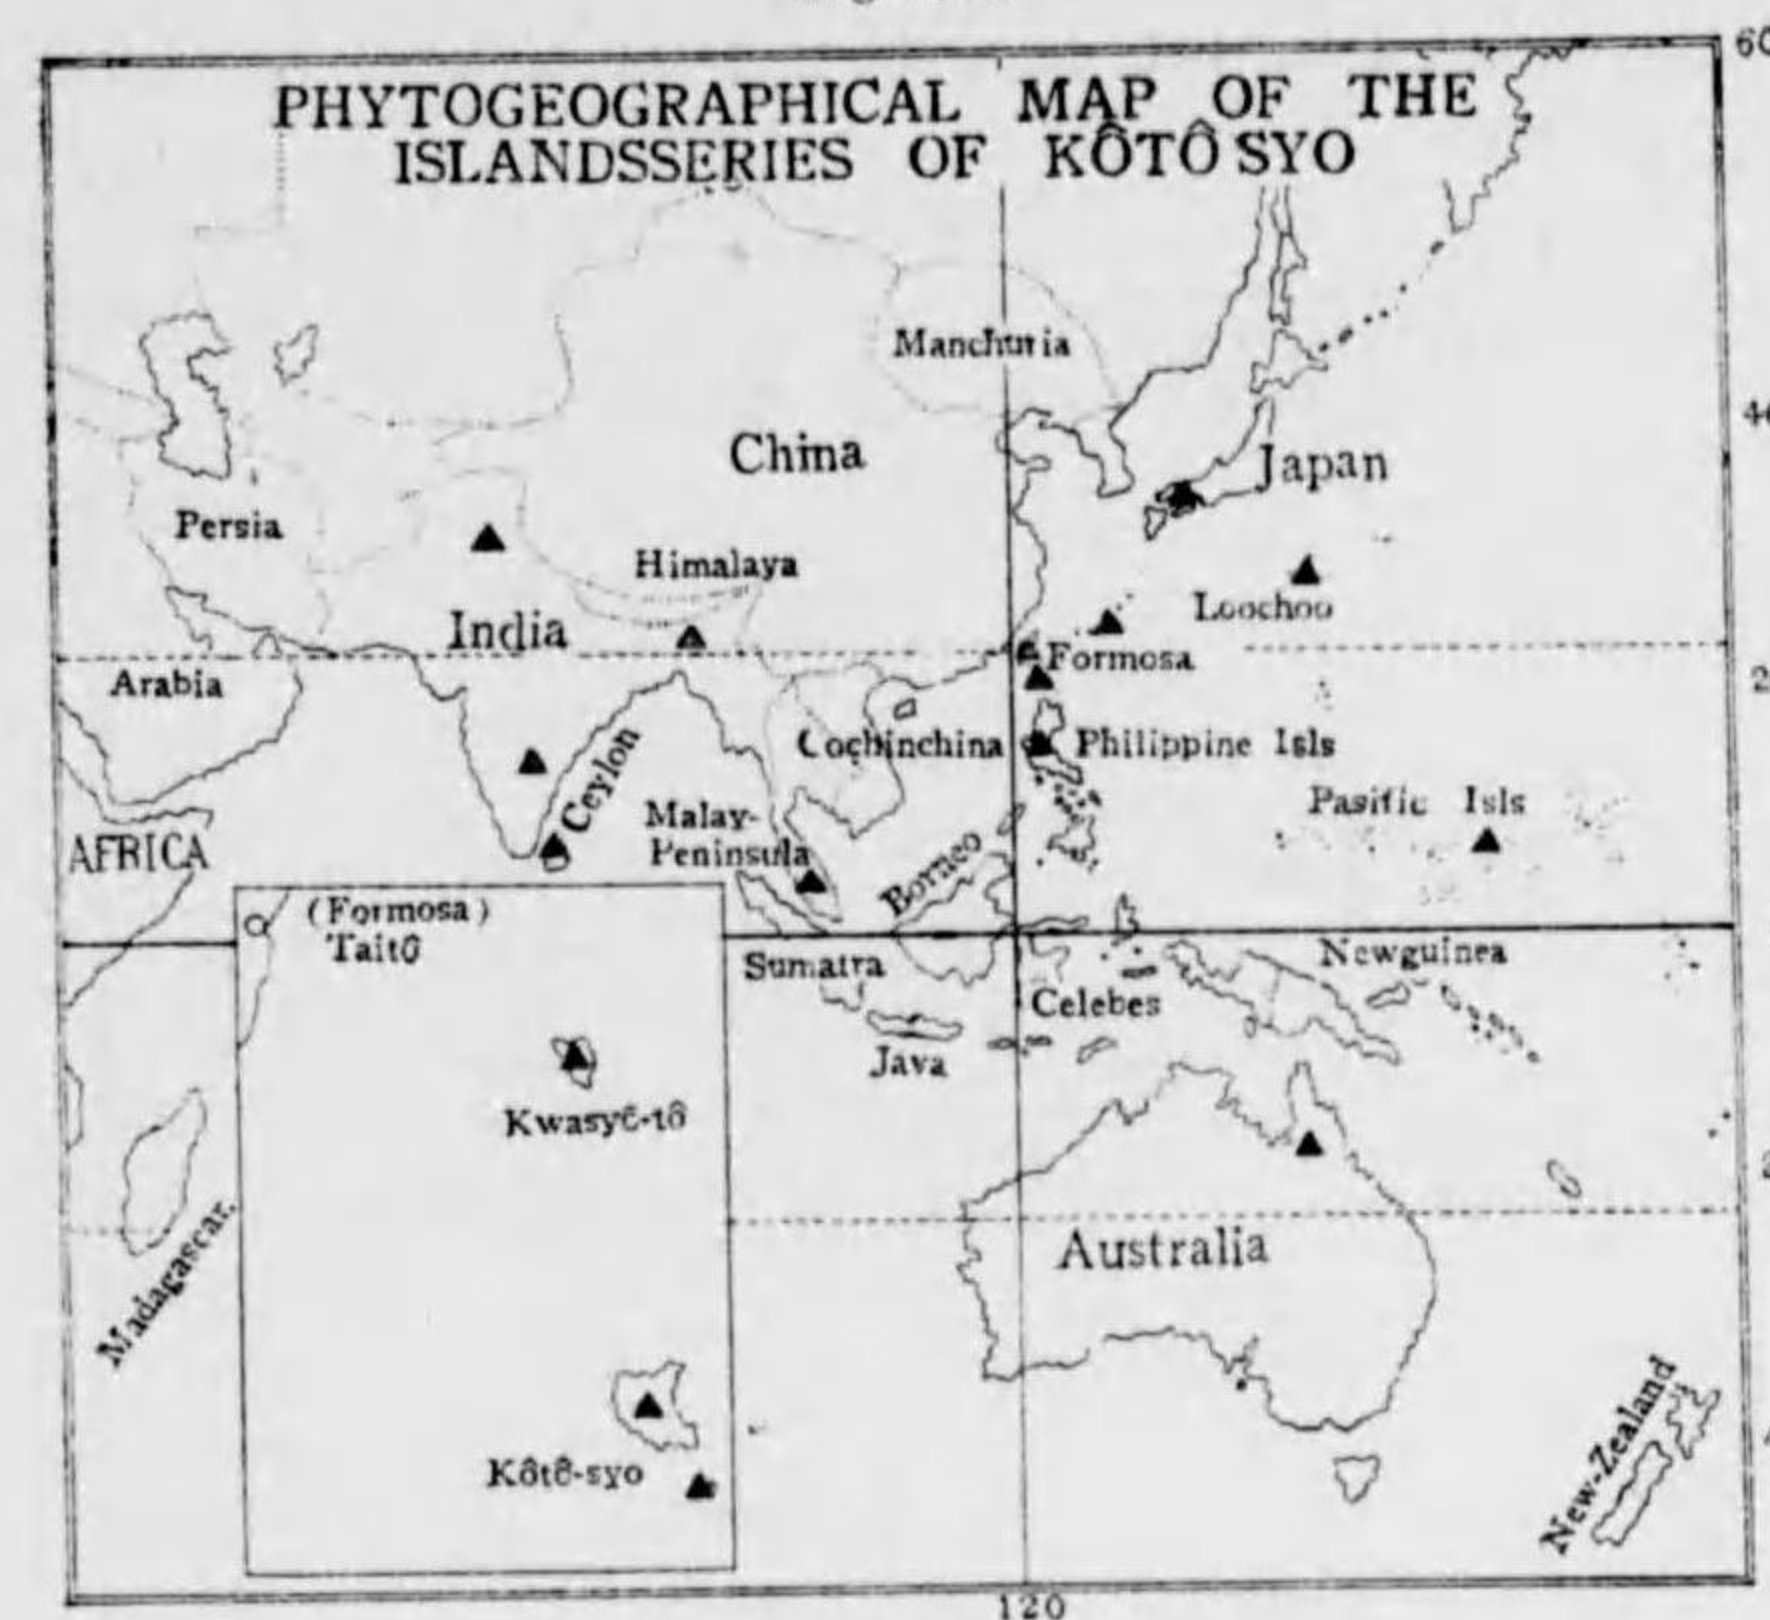 PHYTOGEOGRAPHICAL MAP OF THE
ISLANDSSERIES OF KÔTÔ SYO
Manchuria
China
Japan
Persia
Himalaya
Loochoo
India
Formosa
Arabia
Cochinchina
Philippine Isls
Ceylon
Pasific Isls
Malay-
Peninsula
AFRICA
Borneo
(Formosa)
Taitô
Sumatra
Newguinea
Celebes
Java
Kwasyô-tô
Madagascar.
Australia
Kôtô-syo
New-Zealand
120